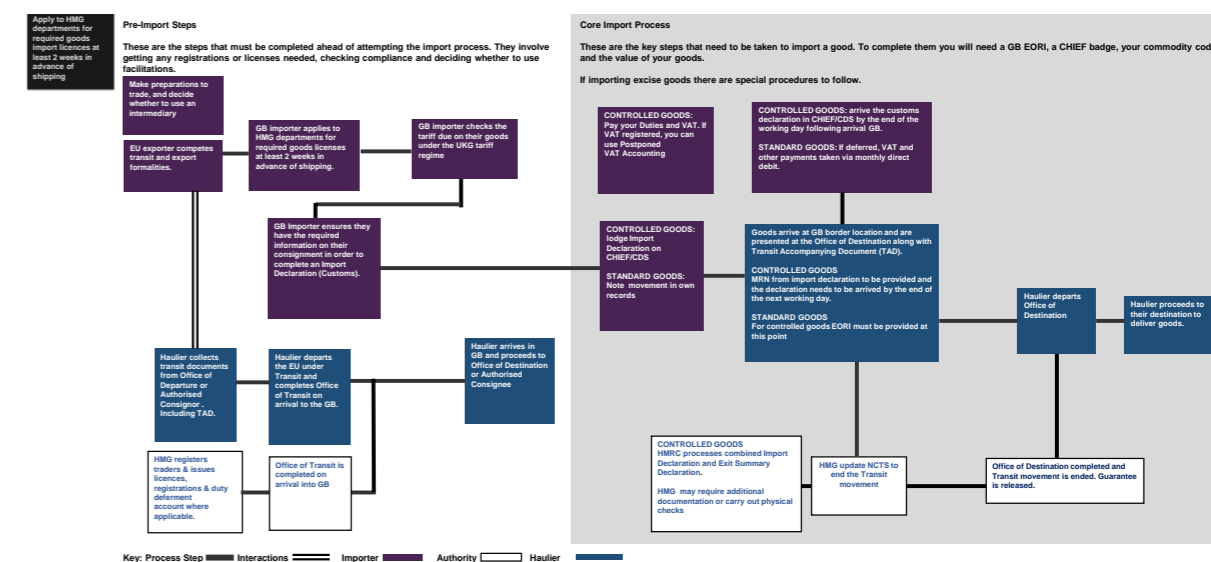 Apply to HMG
departments for
required goods
import licences at
least 2 weeks in
advance of
shipping
Pre-Import Steps
These are the steps that must be completed ahead of attempting the import process. They involve
getting any registrations or licenses needed, checking compliance and deciding whether to use
facilitations.
Make preparations to
trade, and decide
whether to use an
intermediary
EU exporter competes
transit and export
formalities.
GB importer applies to
HMG departments for
required goods licenses
at least 2 weeks in
advance of shipping.
GB importer checks the
tariff due on their goods
under the UKG tariff
regime
GB Importer ensures they
have the required
information on their
consignment in order to
complete an Import
Declaration (Customs).
Haulier collects
transit documents
from Office of
Departure or
Authorised
Consignor .
Including TAD.
Haulier departs
the EU under
Transit and
completes Office
of Transit on
arrival to the GB.
Haulier arrives in
GB and proceeds to
Office of Destination
or Authorised
Consignee
HMG registers
traders & issues
licences,
registrations & duty
deferment
account where
applicable.
Office of Transit is
completed on
arrival into GB
Core Import Process
These are the key steps that need to be taken to import a good. To complete them you will need a GB EORI, a CHIEF badge, your commodity cod
and the value of your goods.
If importing excise goods there are special procedures to follow.
CONTROLLED GOODS:
Pay your Duties and VAT. If
VAT registered, you can
use Postponed
VAT Accounting
CONTROLLED GOODS: arrive the customs
declaration in CHIEF/CDS by the end of the
working day following arrival GB.
STANDARD GOODS: If deferred, VAT and
other payments taken via monthly direct
debit.
CONTROLLED GOODS:
lodge Import
Declaration on
CHIEF/CDS
STANDARD GOODS:
Note movement in own
records
Goods arrive at GB border location and are
presented at the Office of Destination along with
Transit Accompanying Document (TAD).
CONTROLLED GOODS
MRN from import declaration to be provided and
the declaration needs to be arrived by the end of
the next working day.
STANDARD GOODS
For controlled goods EORI must be provided at
this point
Haulier departs
Office of
Destination
Haulier proceeds to
their destination to
deliver goods.
CONTROLLED GOODS
HMRC processes combined Import
Declaration and Exit Summary
Declaration.
HMG may require additional
documentation or carry out physical
checks
HMG update NCTS to
end the Transit
movement
Office of Destination completed and
Transit movement is ended. Guarantee
is released.
Key: Process Step Interactions Importer Authority Haulier